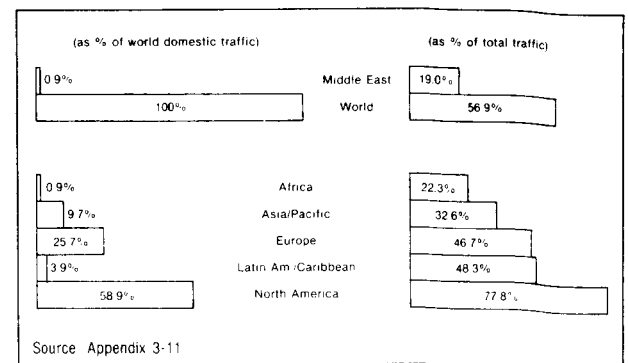 (as % of world domestic traffic) (as % of total traffic)
0 9% Middle East 19.0%
100% World 56 9%
0 9% Africa 22.3%
9 7% Asia/Pacific 32 6%
25 7% Europe 46 7%
3 9% Latin Am /Caribbean 48 3%
58 9% North America 77 8%
Source Appendix 3-11